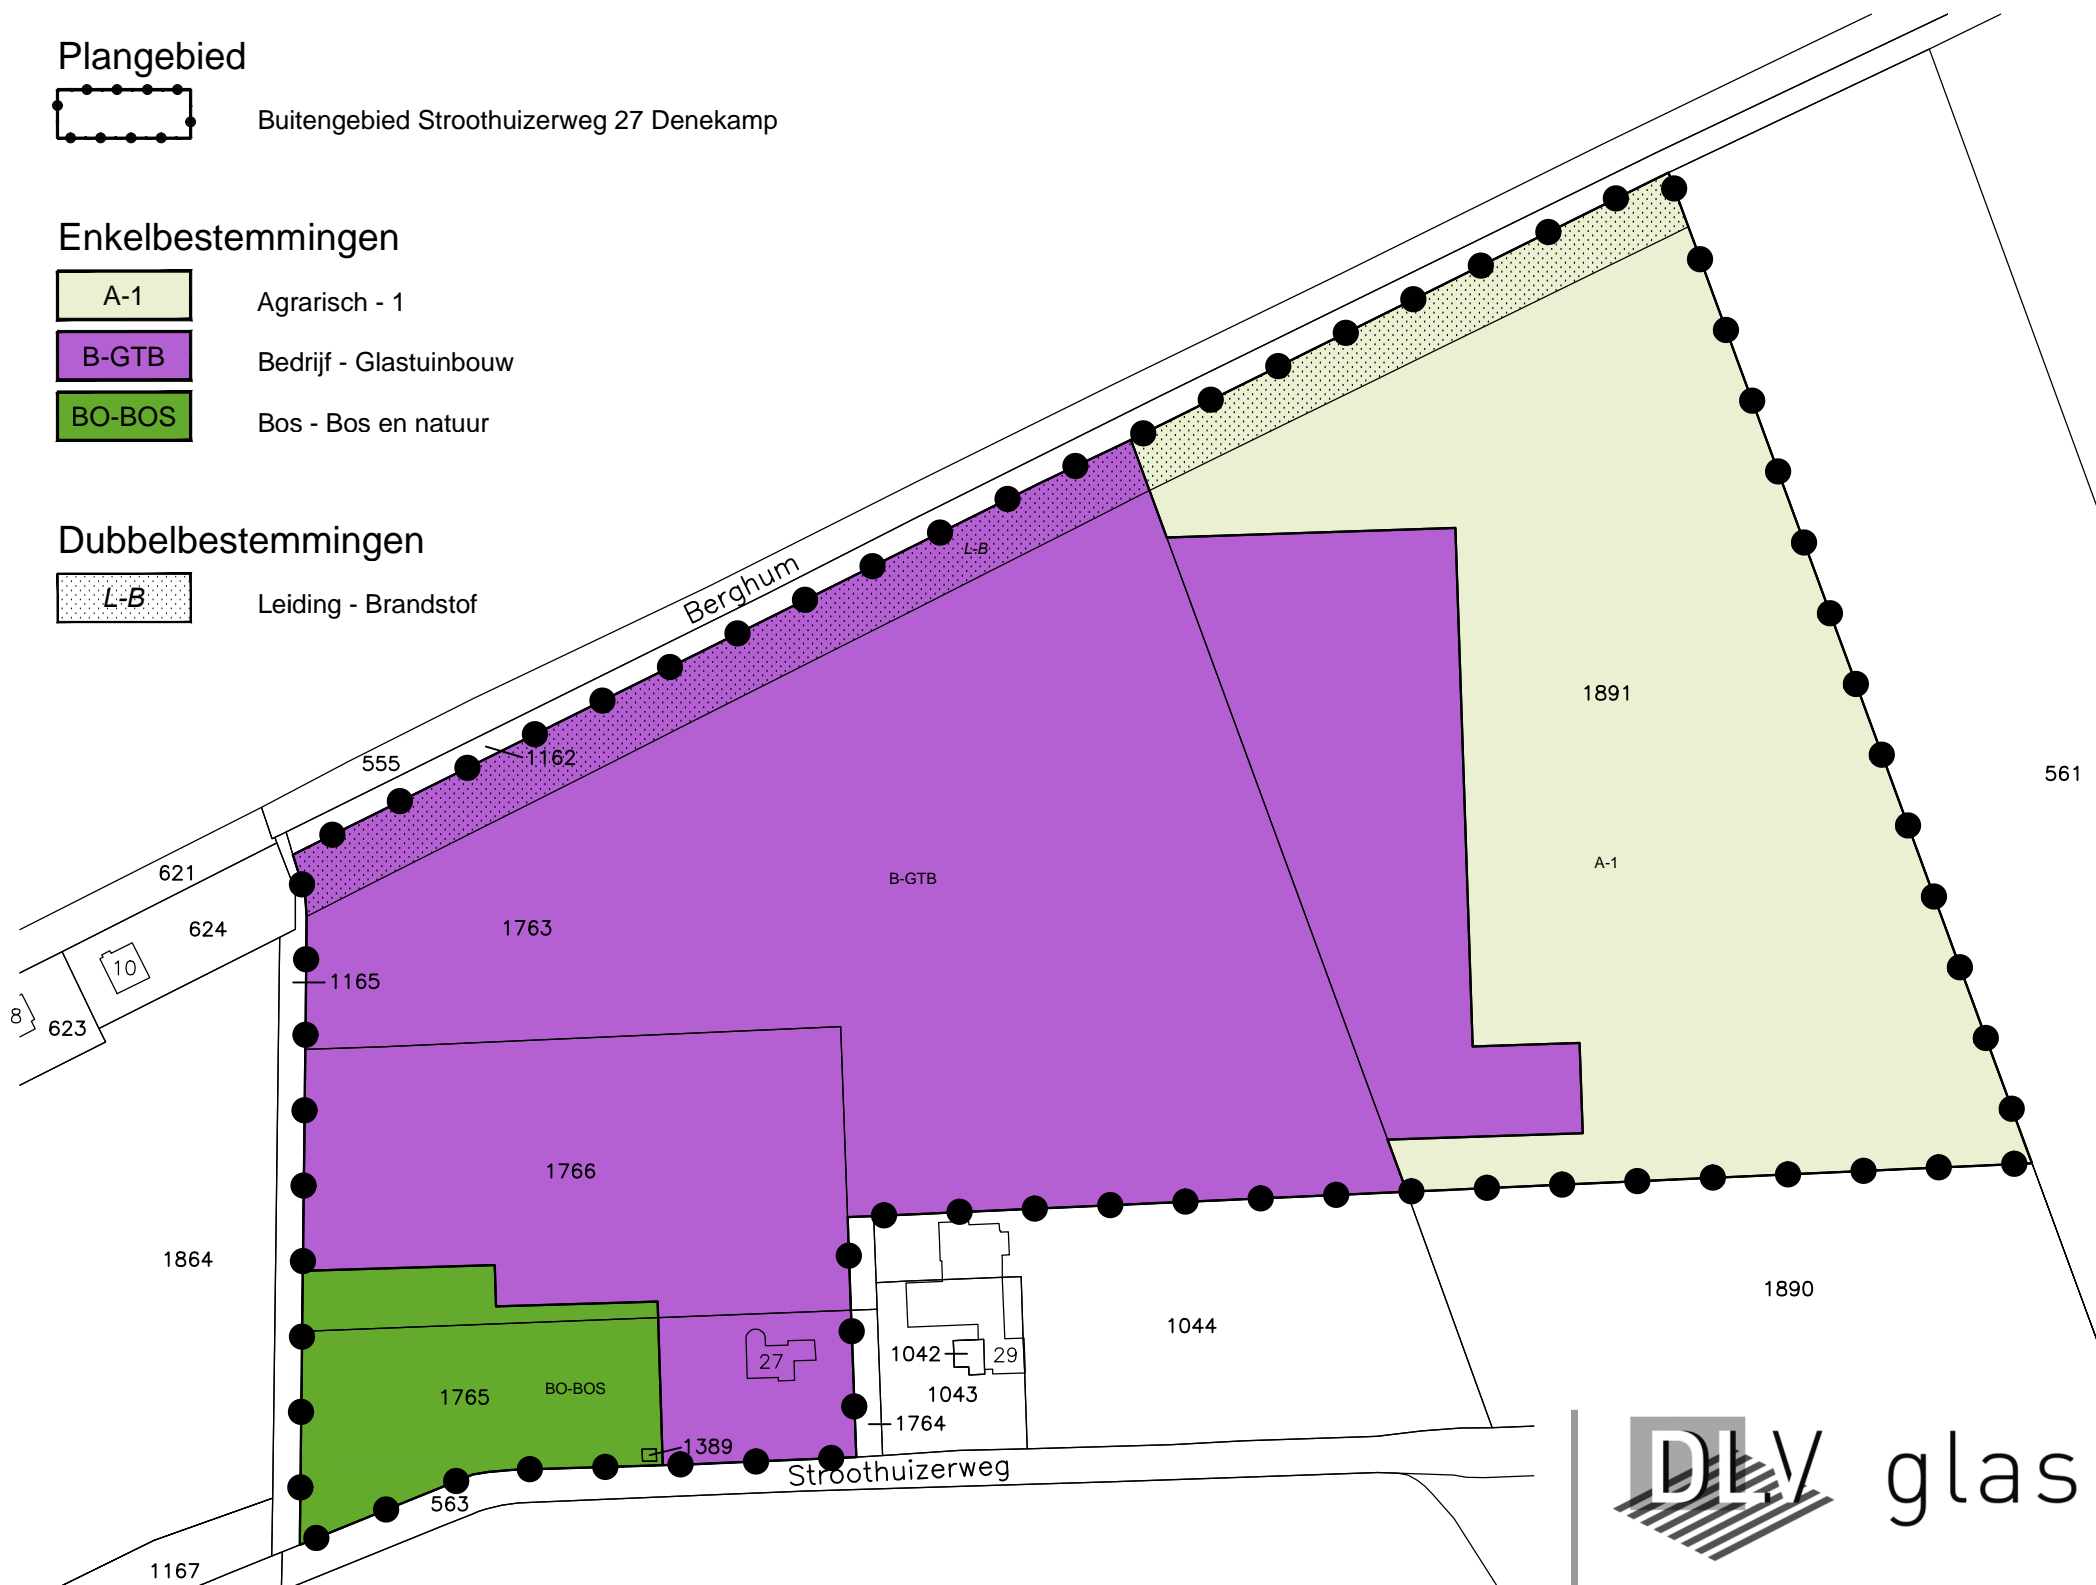 Plangebied
Buitengebied Stroothuizerweg 27 Denekamp
Enkelbestemmingen
A-1
Agrarisch - 1
B-GTB
Bedrijf - Glastuinbouw
BO-BOS
Bos - Bos en natuur
Dubbelbestemmingen
L-B
Leiding - Brandstof
L-B
Berghum
1891
555
1162
561
621
B-GTB
A-1
624
1763
10
1165
8
623
1766
1864
1890
1044
27
1042
29
1765
BO-BOS
1043
1764
1389
Stroothuizerweg
563
1167
DLV glas